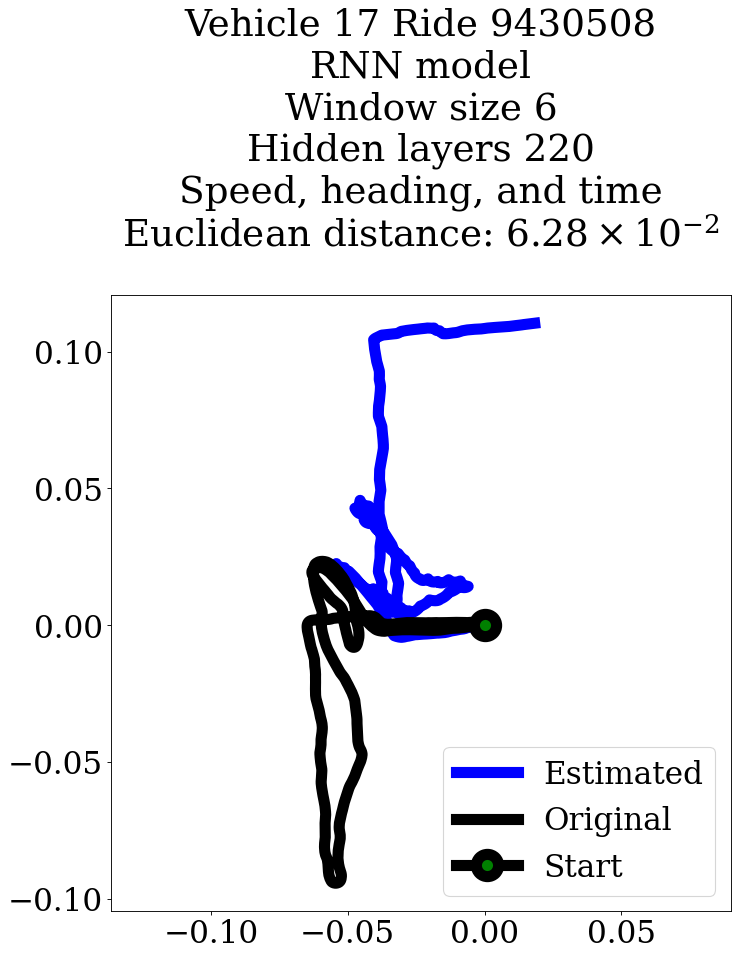 Vehicle 17 Ride 9430508
RNN model
Window size 6
Hidden layers 220
Speed, heading, and time
Euclidean distance: 6.28 × 10⁻²
0.10
0.05
0.00
−0.05
−0.10
Estimated
Original
Start
−0.10 −0.05 0.00 0.05